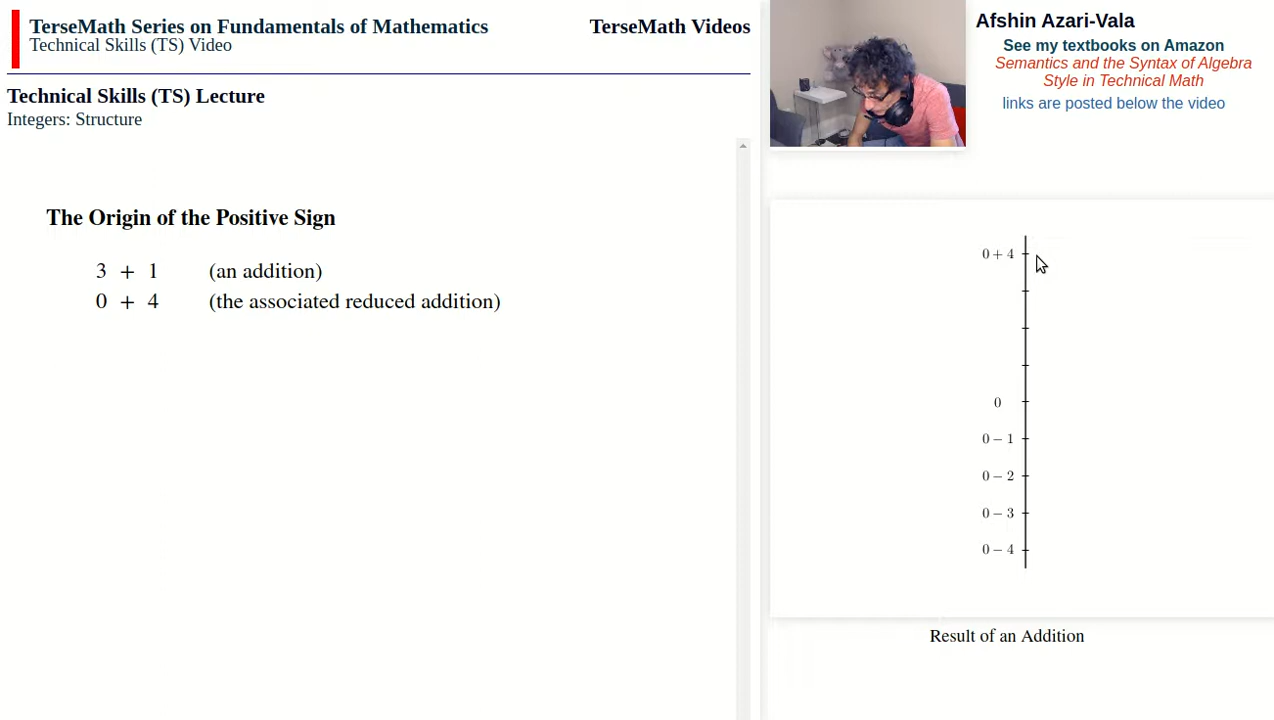 TerseMath Series on Fundamentals of Mathematics
Technical Skills (TS) Video
TerseMath Videos
Technical Skills (TS) Lecture
Integers: Structure
The Origin of the Positive Sign
3 + 1 (an addition)
0 + 4 (the associated reduced addition)
Afshin Azari-Vala
See my textbooks on Amazon
Semantics and the Syntax of Algebra
Style in Technical Math
links are posted below the video
0 + 4
0
0 − 1
0 − 2
0 − 3
0 − 4
Result of an Addition